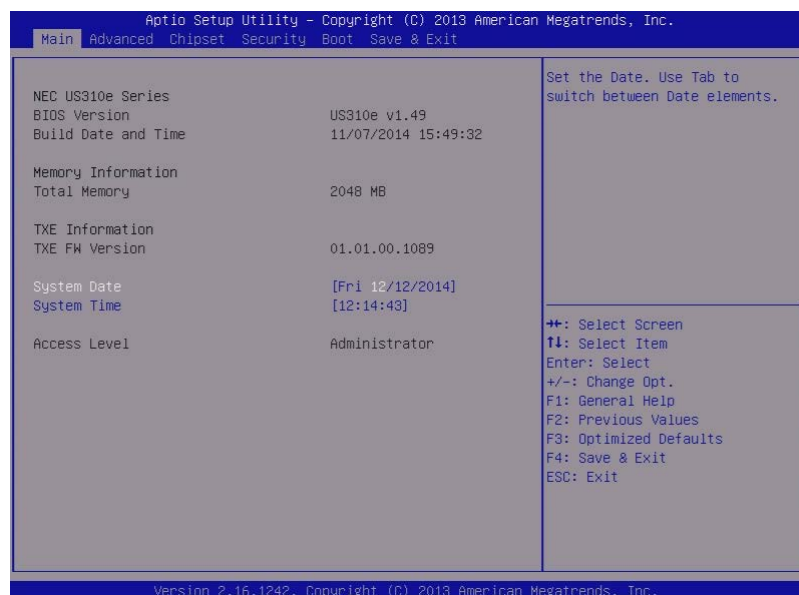 Aptio Setup Utility – Copyright (C) 2013 American Megatrends, Inc.
Main Advanced Chipset Security Boot Save & Exit
NEC US310e Series
BIOS Version US310e v1.49
Build Date and Time 11/07/2014 15:49:32
Memory Information
Total Memory 2048 MB
TXE Information
TXE FW Version 01.01.00.1089
System Date [Fri 12/12/2014]
System Time [12:14:43]
Access Level Administrator
Set the Date. Use Tab to
switch between Date elements.
→←: Select Screen
↑↓: Select Item
Enter: Select
+/-: Change Opt.
F1: General Help
F2: Previous Values
F3: Optimized Defaults
F4: Save & Exit
ESC: Exit
Version 2.16.1242. Copyright (C) 2013 American Megatrends, Inc.